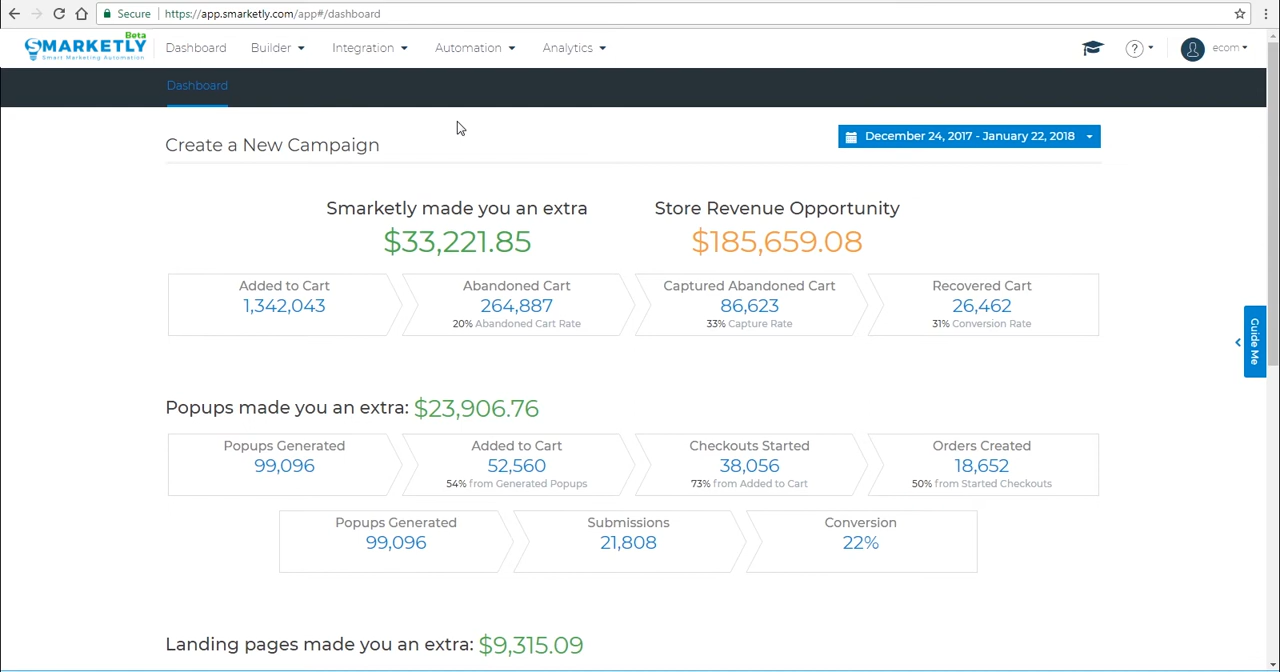 Secure https://app.smarketly.com/app#/dashboard
Beta
SMARKETLY
Smart Marketing Automation
Dashboard Builder Integration Automation Analytics ? ecom
Dashboard
Create a New Campaign
December 24, 2017 - January 22, 2018
Smarketly made you an extra Store Revenue Opportunity
$33,221.85 $185,659.08
Added to Cart Abandoned Cart Captured Abandoned Cart Recovered Cart
1,342,043 264,887 86,623 26,462
20% Abandoned Cart Rate 33% Capture Rate 31% Conversion Rate
Guide Me
Popups made you an extra: $23,906.76
Popups Generated Added to Cart Checkouts Started Orders Created
99,096 52,560 38,056 18,652
54% from Generated Popups 73% from Added to Cart 50% from Started Checkouts
Popups Generated Submissions Conversion
99,096 21,808 22%
Landing pages made you an extra: $9,315.09